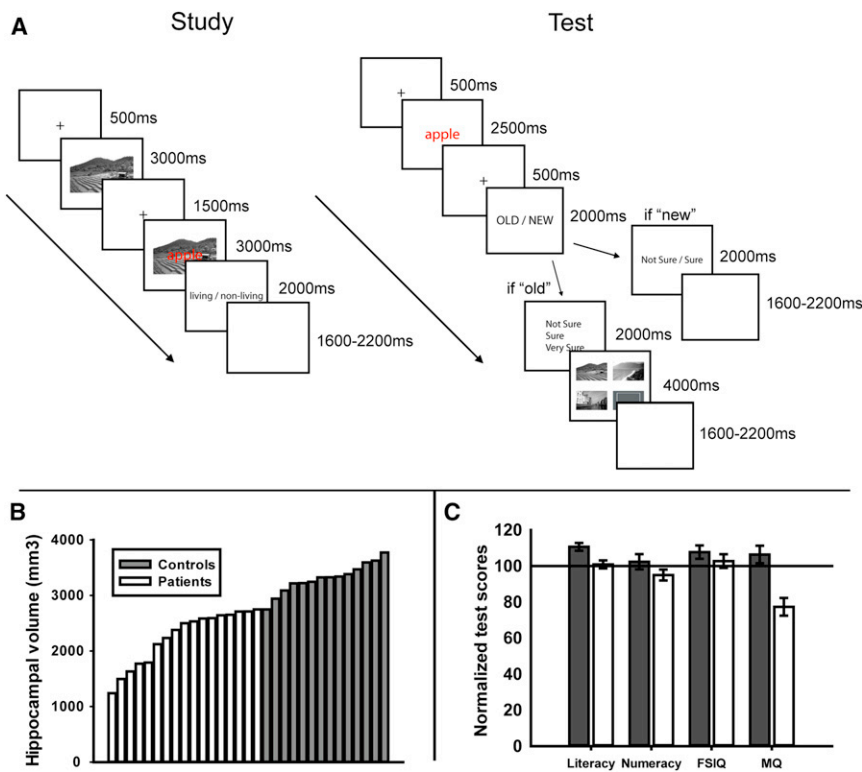 A
Study
Test
+
500ms
3000ms
+
1500ms
apple
3000ms
living / non-living
2000ms
1600-2200ms
+
500ms
apple
2500ms
+
500ms
OLD / NEW
2000ms
if "new"
Not Sure / Sure
2000ms
1600-2200ms
if "old"
Not Sure
Sure
Very Sure
2000ms
4000ms
1600-2200ms
B
Hippocampal volume (mm3)
4000
3000
2000
1000
0
Controls
Patients
C
Normalized test scores
120
100
80
60
40
20
0
Literacy Numeracy FSIQ MQ